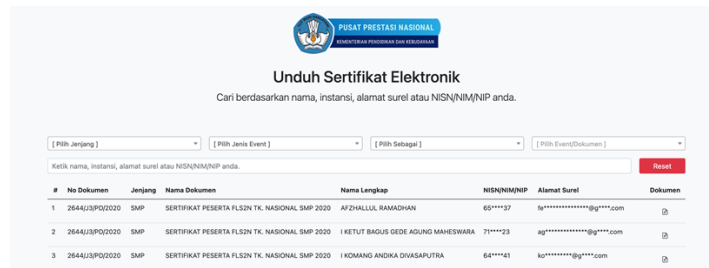 PUSAT PRESTASI NASIONAL
KEMENTERIAN PENDIDIKAN DAN KEBUDAYAAN
Unduh Sertifikat Elektronik
Cari berdasarkan nama, instansi, alamat surel atau NISN/NIM/NIP anda.
[ Pilih Jenjang ] [ Pilih Jenis Event ] [ Pilih Sebagai ] [ Pilih Event/Dokumen ]
Ketik nama, instansi, alamat surel atau NISN/NIM/NIP anda. Reset
# No Dokumen Jenjang Nama Dokumen Nama Lengkap NISN/NIM/NIP Alamat Surel Dokumen
1 2644/J3/PD/2020 SMP SERTIFIKAT PESERTA FLS2N TK. NASIONAL SMP 2020 AFZHALLUL RAMADHAN 65****37 fe***************@g****.com
2 2644/J3/PD/2020 SMP SERTIFIKAT PESERTA FLS2N TK. NASIONAL SMP 2020 I KETUT BAGUS GEDE AGUNG MAHESWARA 71****23 ag**************@g****.com
3 2644/J3/PD/2020 SMP SERTIFIKAT PESERTA FLS2N TK. NASIONAL SMP 2020 I KOMANG ANDIKA DIVASAPUTRA 64****41 ko*********@g****.com